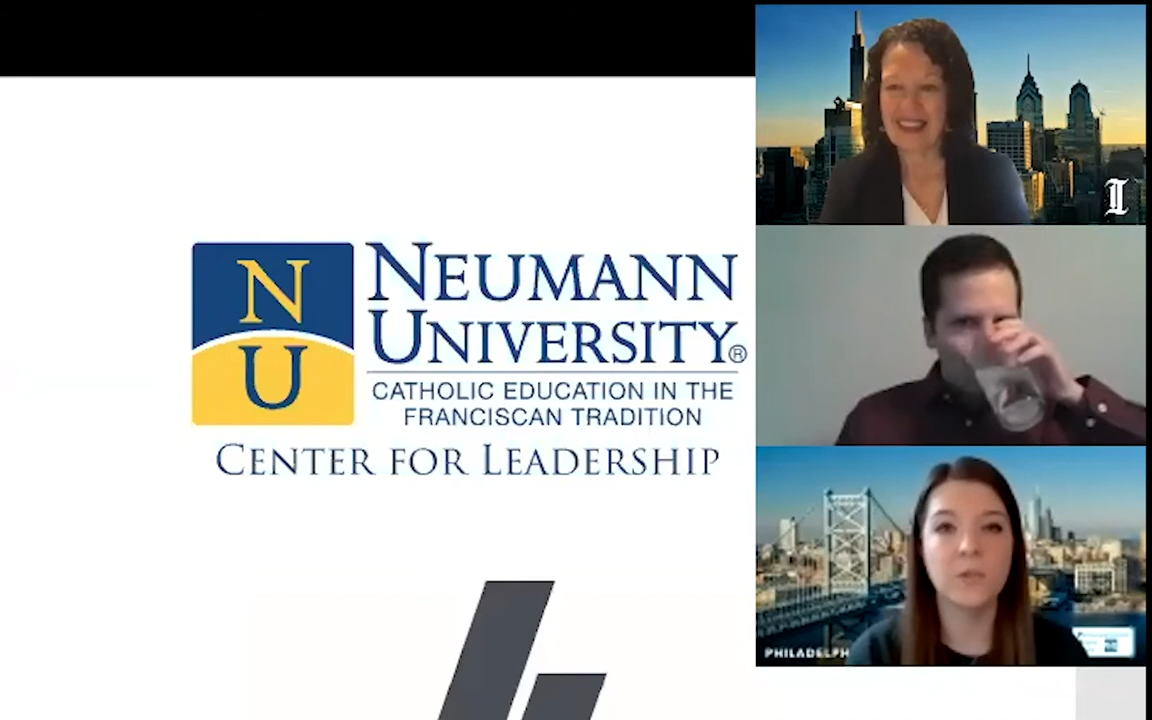 N
U
NEUMANN
UNIVERSITY®
CATHOLIC EDUCATION IN THE
FRANCISCAN TRADITION
CENTER FOR LEADERSHIP
I
PHILADELPH